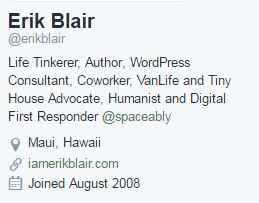 Erik Blair
@erikblair
Life Tinkerer, Author, WordPress
Consultant, Coworker, VanLife and Tiny
House Advocate, Humanist and Digital
First Responder @spaceably
Maui, Hawaii
iamerikblair.com
Joined August 2008